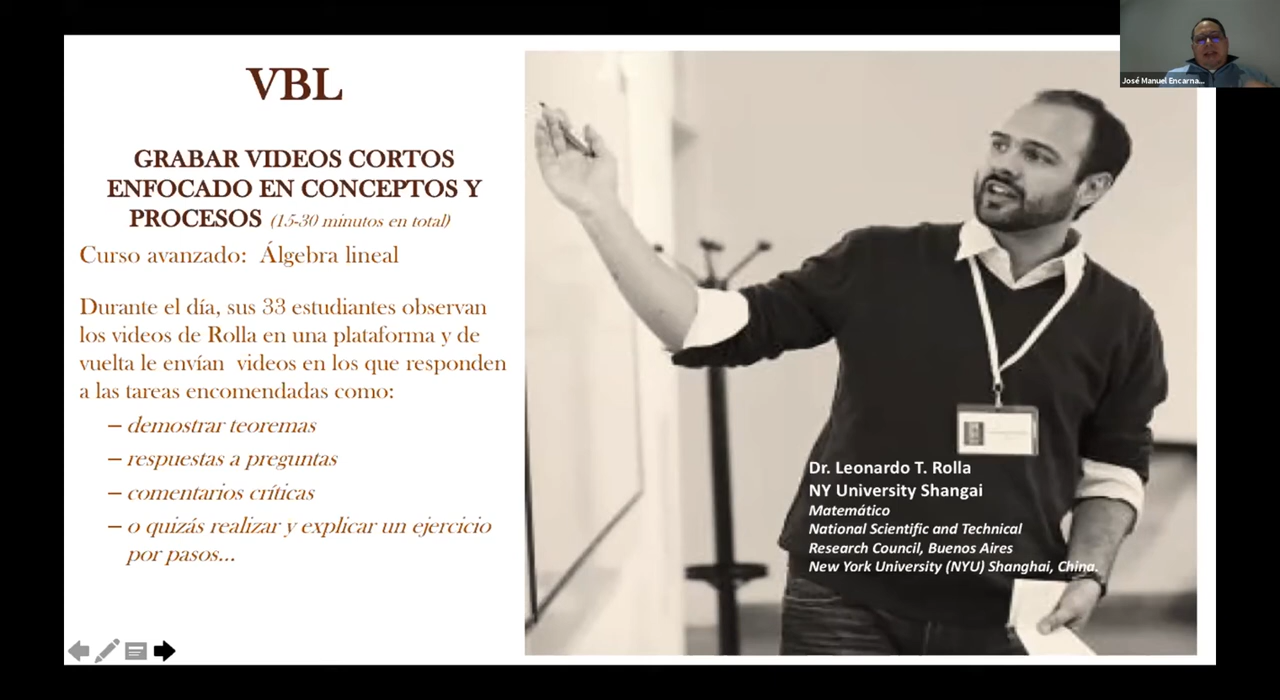 VBL
GRABAR VIDEOS CORTOS
ENFOCADO EN CONCEPTOS Y
PROCESOS (15-30 minutos en total)
Curso avanzado: Álgebra lineal
Durante el día, sus 33 estudiantes observan
los videos de Rolla en una plataforma y de
vuelta le envían videos en los que responden
a las tareas encomendadas como:
– demostrar teoremas
– respuestas a preguntas
– comentarios críticas
– o quizás realizar y explicar un ejercicio
por pasos...
Dr. Leonardo T. Rolla
NY University Shangai
Matemático
National Scientific and Technical
Research Council, Buenos Aires
New York University (NYU) Shanghai, China.
José Manuel Encarna...